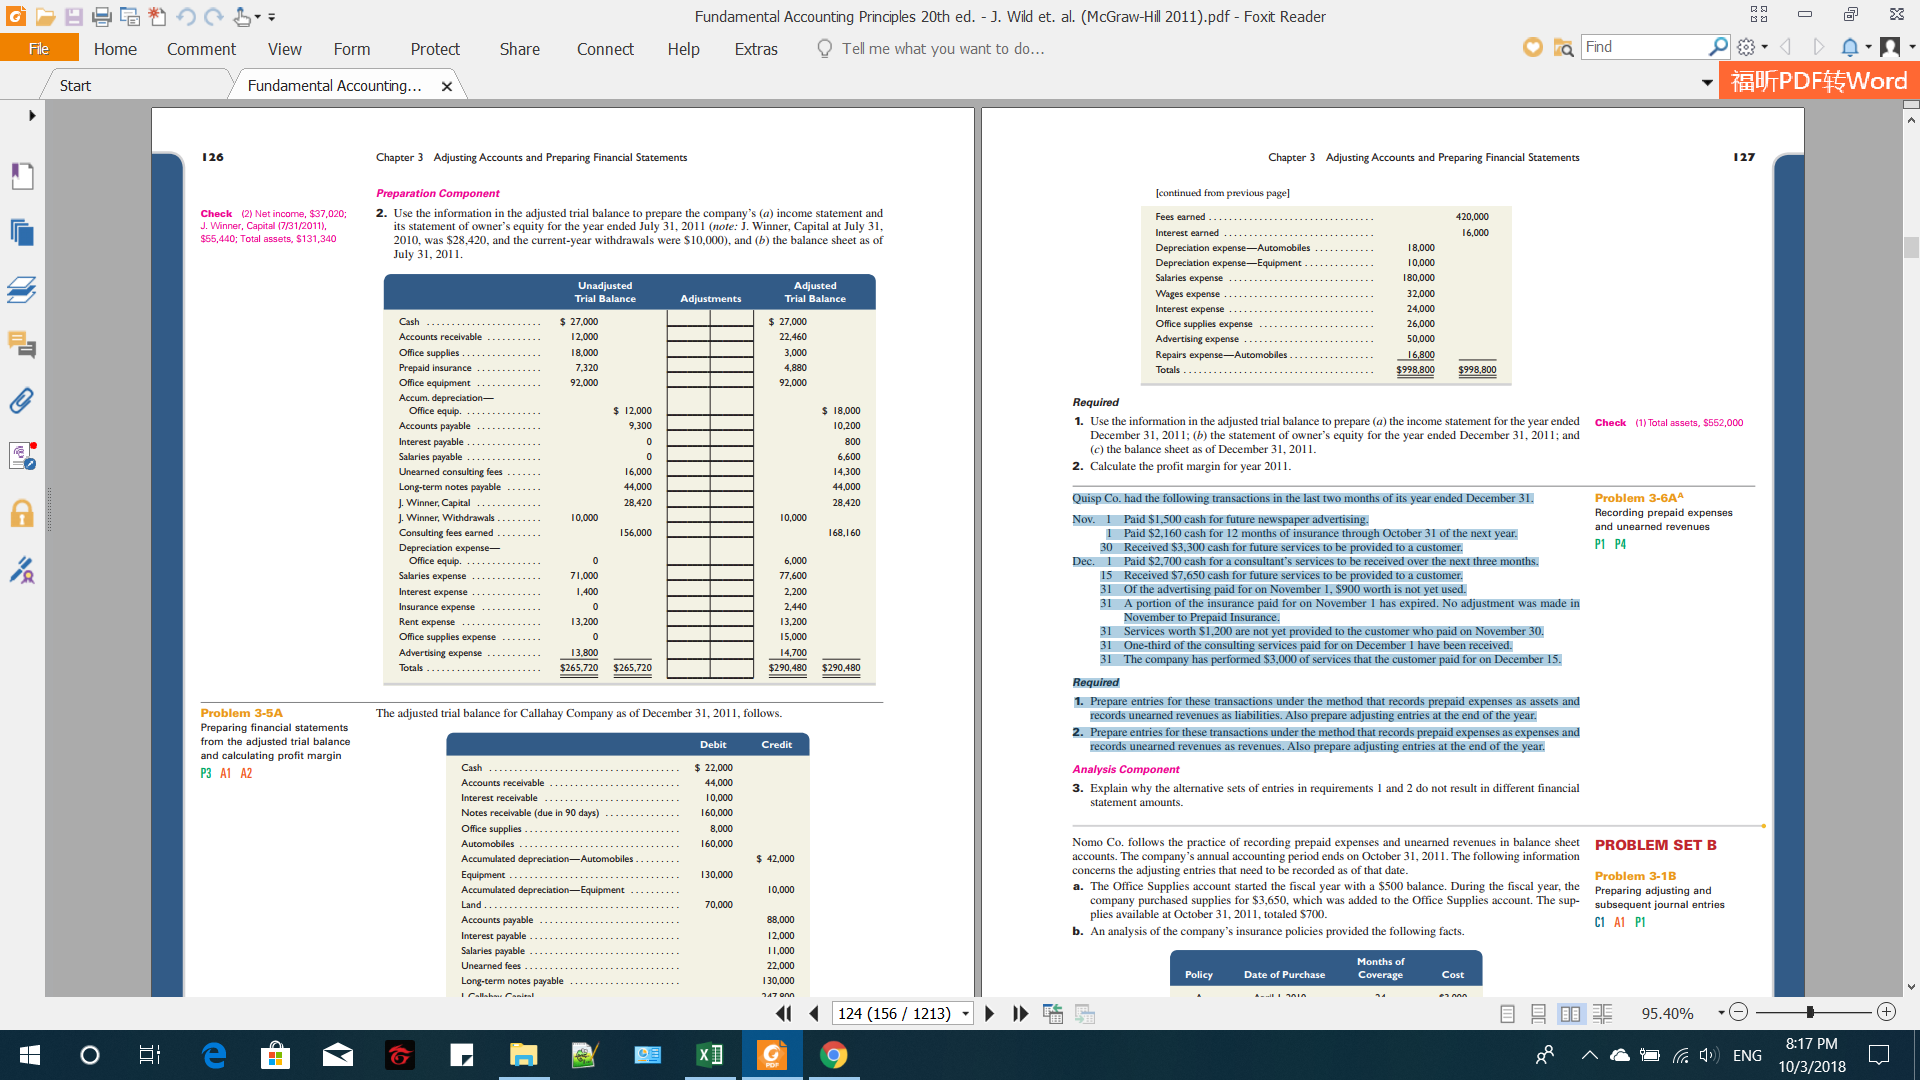 Fundamental Accounting Principles 20th ed. - J. Wild et. al. (McGraw-Hill 2011).pdf - Foxit Reader
File Home Comment View Form Protect Share Connect Help Extras Tell me what you want to do... Find
Start Fundamental Accounting... 福昕PDF转Word
126 Chapter 3 Adjusting Accounts and Preparing Financial Statements
Preparation Component
Check (2) Net income, $37,020;
J. Winner, Capital (7/31/2011),
$55,440; Total assets, $131,340
2. Use the information in the adjusted trial balance to prepare the company's (a) income statement and
its statement of owner's equity for the year ended July 31, 2011 (note: J. Winner, Capital at July 31,
2010, was $28,420, and the current-year withdrawals were $10,000), and (b) the balance sheet as of
July 31, 2011.
Unadjusted Trial Balance Adjustments Adjusted Trial Balance
Cash $ 27,000 $ 27,000
Accounts receivable 12,000 22,460
Office supplies 18,000 3,000
Prepaid insurance 7,320 4,880
Office equipment 92,000 92,000
Accum. depreciation—
Office equip. $ 12,000 $ 18,000
Accounts payable 9,300 10,200
Interest payable 0 800
Salaries payable 0 6,600
Unearned consulting fees 16,000 14,300
Long-term notes payable 44,000 44,000
J. Winner, Capital 28,420 28,420
J. Winner, Withdrawals 10,000 10,000
Consulting fees earned 156,000 168,160
Depreciation expense—
Office equip. 0 6,000
Salaries expense 71,000 77,600
Interest expense 1,400 2,200
Insurance expense 0 2,440
Rent expense 13,200 13,200
Office supplies expense 0 15,000
Advertising expense 13,800 14,700
Totals $265,720 $265,720 $290,480 $290,480
Problem 3-5A
Preparing financial statements
from the adjusted trial balance
and calculating profit margin
P3 A1 A2
The adjusted trial balance for Callahay Company as of December 31, 2011, follows.
Debit Credit
Cash $ 22,000
Accounts receivable 44,000
Interest receivable 10,000
Notes receivable (due in 90 days) 160,000
Office supplies 8,000
Automobiles 160,000
Accumulated depreciation—Automobiles $ 42,000
Equipment 130,000
Accumulated depreciation—Equipment 10,000
Land 70,000
Accounts payable 88,000
Interest payable 12,000
Salaries payable 11,000
Unearned fees 22,000
Long-term notes payable 130,000
J. Callahay, Capital 247,800
Chapter 3 Adjusting Accounts and Preparing Financial Statements 127
[continued from previous page]
Fees earned 420,000
Interest earned 16,000
Depreciation expense—Automobiles 18,000
Depreciation expense—Equipment 10,000
Salaries expense 180,000
Wages expense 32,000
Interest expense 24,000
Office supplies expense 26,000
Advertising expense 50,000
Repairs expense—Automobiles 16,800
Totals $998,800 $998,800
Required
1. Use the information in the adjusted trial balance to prepare (a) the income statement for the year ended
December 31, 2011; (b) the statement of owner's equity for the year ended December 31, 2011; and
(c) the balance sheet as of December 31, 2011.
2. Calculate the profit margin for year 2011.
Check (1) Total assets, $552,000
Quisp Co. had the following transactions in the last two months of its year ended December 31.
Nov. 1 Paid $1,500 cash for future newspaper advertising.
1 Paid $2,160 cash for 12 months of insurance through October 31 of the next year.
30 Received $3,300 cash for future services to be provided to a customer.
Dec. 1 Paid $2,700 cash for a consultant's services to be received over the next three months.
15 Received $7,650 cash for future services to be provided to a customer.
31 Of the advertising paid for on November 1, $900 worth is not yet used.
31 A portion of the insurance paid for on November 1 has expired. No adjustment was made in
November to Prepaid Insurance.
31 Services worth $1,200 are not yet provided to the customer who paid on November 30.
31 One-third of the consulting services paid for on December 1 have been received.
31 The company has performed $3,000 of services that the customer paid for on December 15.
Problem 3-6A^A
Recording prepaid expenses
and unearned revenues
P1 P4
Required
1. Prepare entries for these transactions under the method that records prepaid expenses as assets and
records unearned revenues as liabilities. Also prepare adjusting entries at the end of the year.
2. Prepare entries for these transactions under the method that records prepaid expenses as expenses and
records unearned revenues as revenues. Also prepare adjusting entries at the end of the year.
Analysis Component
3. Explain why the alternative sets of entries in requirements 1 and 2 do not result in different financial
statement amounts.
Nomo Co. follows the practice of recording prepaid expenses and unearned revenues in balance sheet
accounts. The company's annual accounting period ends on October 31, 2011. The following information
concerns the adjusting entries that need to be recorded as of that date.
a. The Office Supplies account started the fiscal year with a $500 balance. During the fiscal year, the
company purchased supplies for $3,650, which was added to the Office Supplies account. The sup-
plies available at October 31, 2011, totaled $700.
b. An analysis of the company's insurance policies provided the following facts.
PROBLEM SET B
Problem 3-1B
Preparing adjusting and
subsequent journal entries
C1 A1 P1
Policy Date of Purchase Months of Coverage Cost
A April 1, 2010 24 $3,000
124 (156 / 1213) 95.40%
ENG 8:17 PM
10/3/2018